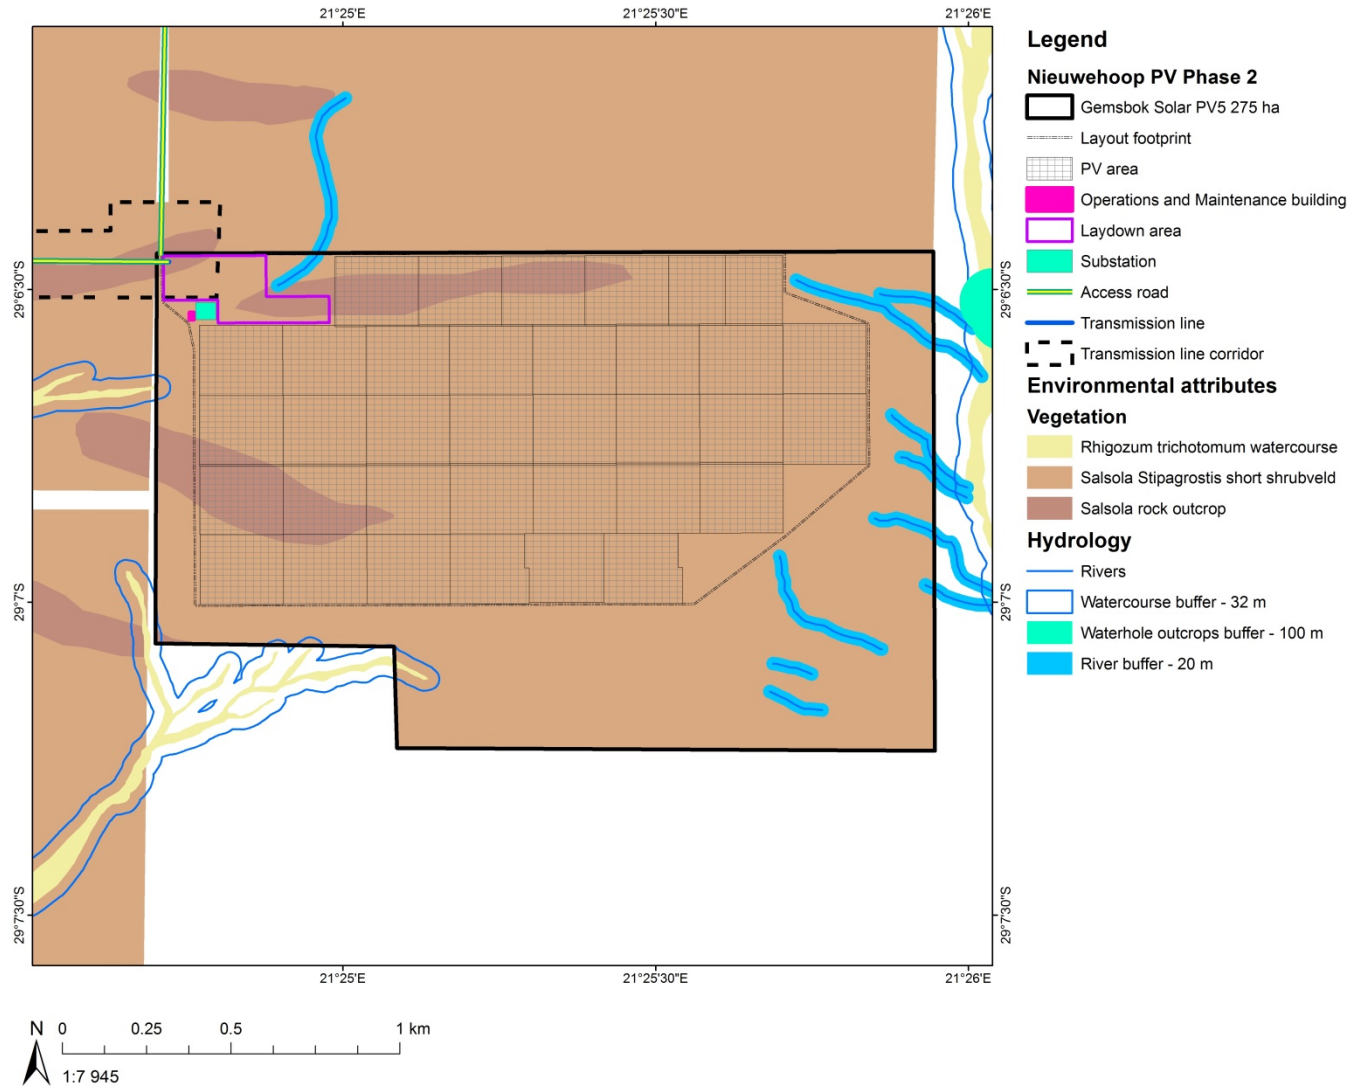 21°25'E
21°25'30"E
21°26'E
Legend
Nieuwehoop PV Phase 2
Gemsbok Solar PV5 275 ha
Layout footprint
PV area
Operations and Maintenance building
Laydown area
Substation
Access road
Transmission line
Transmission line corridor
Environmental attributes
Vegetation
Rhigozum trichotomum watercourse
Salsola Stipagrostis short shrubveld
Salsola rock outcrop
Hydrology
Rivers
Watercourse buffer - 32 m
Waterhole outcrops buffer - 100 m
River buffer - 20 m
29°6'30"S
29°6'30"S
29°7'S
29°7'S
29°7'30"S
29°7'30"S
21°25'E
21°25'30"E
21°26'E
N
0 0.25 0.5 1 km
1:7 945